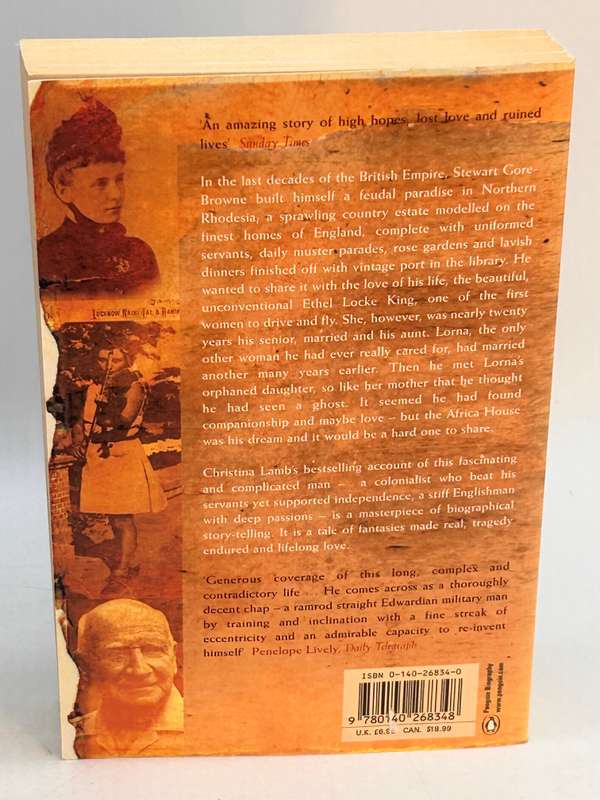 'An amazing story of high hopes, lost love and ruined
lives' Sunday Times
In the last decades of the British Empire, Stewart Gore-
Browne built himself a feudal paradise in Northern
Rhodesia; a sprawling country estate modelled on the
finest homes of England, complete with uniformed
servants, daily muster parades, rose gardens and lavish
dinners finished off with vintage port in the library. He
wanted to share it with the love of his life, the beautiful,
unconventional Ethel Locke King, one of the first
women to drive and fly. She, however, was nearly twenty
years his senior, married and his aunt. Lorna, the only
other woman he had ever really cared for, had married
another many years earlier. Then he met Lorna's
orphaned daughter, so like her mother that he thought
he had seen a ghost. It seemed he had found
companionship and maybe love – but the Africa House
was his dream and it would be a hard one to share.
Christina Lamb's bestselling account of this fascinating
and complicated man – a colonialist who beat his
servants yet supported independence, a stiff Englishman
with deep passions – is a masterpiece of biographical
story-telling. It is a tale of fantasies made real, tragedy
endured and lifelong love.
'Generous coverage of this long, complex and
contradictory life . . . He comes across as a thoroughly
decent chap – a ramrod straight Edwardian military man
by training and inclination with a fine streak of
eccentricity and an admirable capacity to re-invent
himself' Penelope Lively, Daily Telegraph
LUCKNOW, NAINI TAL &
ISBN 0-140-26834-0
9 780140 268348
U.K. £6.99 CAN. $18.99
Penguin Biography
www.penguin.com